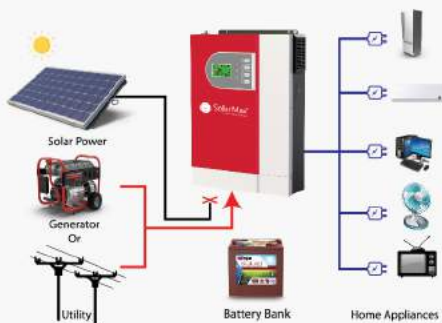 SolarMax
Solar Power
Generator
Or
Utility
Battery Bank
Home Appliances